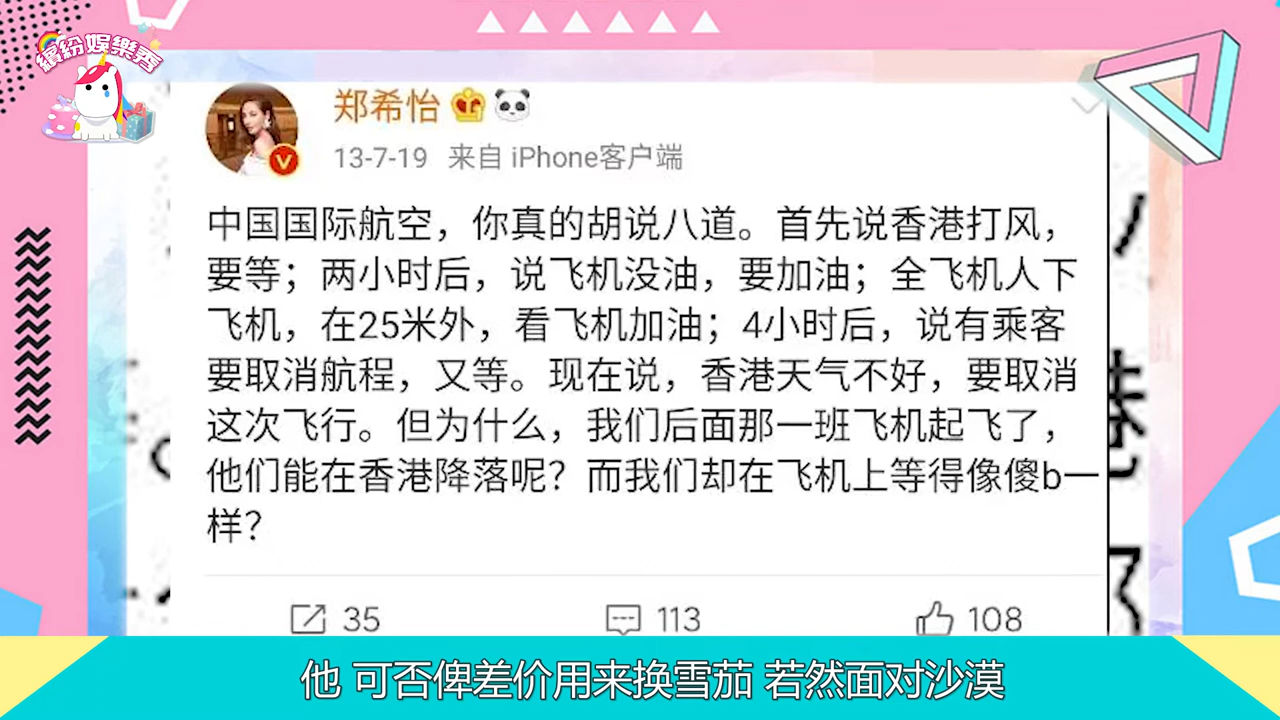 繽紛娛樂秀
郑希怡
13-7-19 来自 iPhone客户端
中国国际航空，你真的胡说八道。首先说香港打风，
要等；两小时后，说飞机没油，要加油；全飞机人下
飞机，在25米外，看飞机加油；4小时后，说有乘客
要取消航程，又等。现在说，香港天气不好，要取消
这次飞行。但为什么，我们后面那一班飞机起飞了，
他们能在香港降落呢？而我们却在飞机上等得像傻b一
样？
35 113 108
他 可否俾差价用来换雪茄 若然面对沙漠